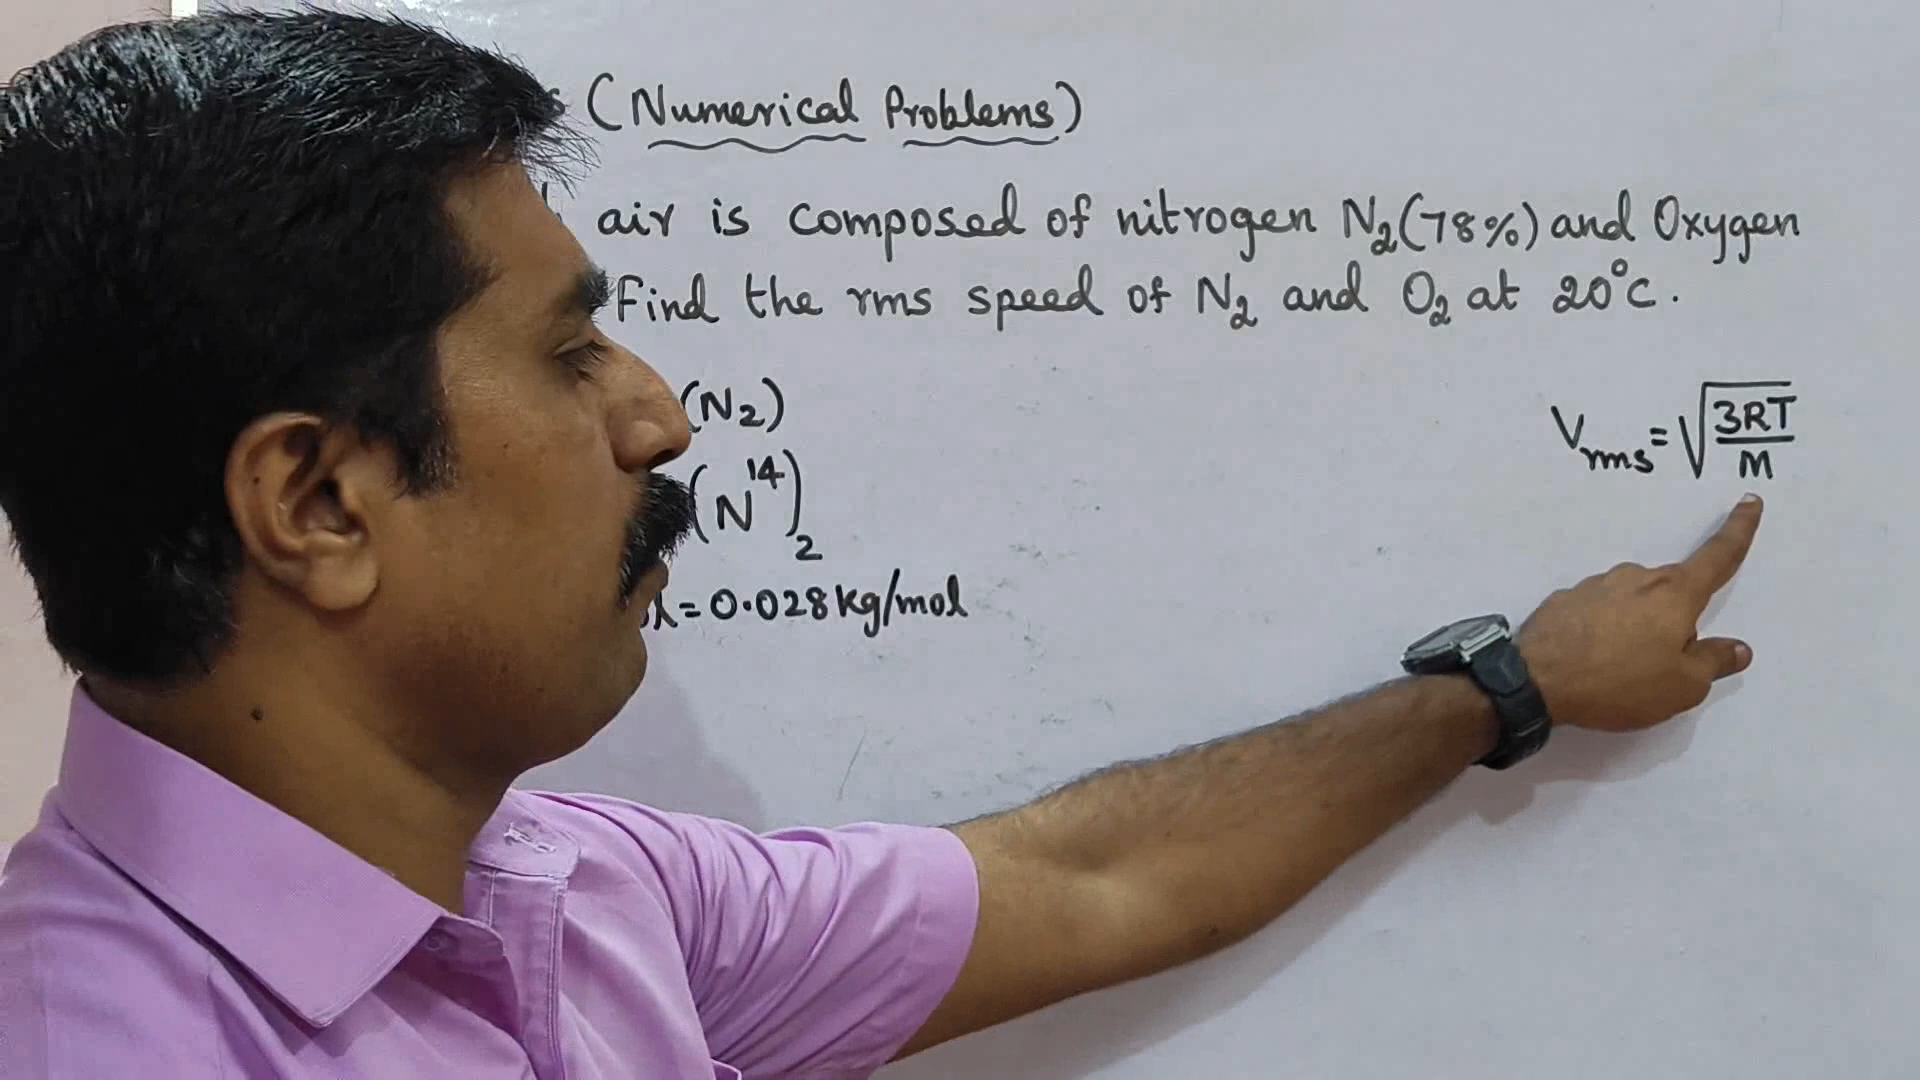 (Numerical Problems)
air is composed of nitrogen N₂(78%) and Oxygen
Find the rms speed of N₂ and O₂ at 20°C.
(N₂)
(N¹⁴)₂
= 0.028 kg/mol
Vrms = √(3RT/M)